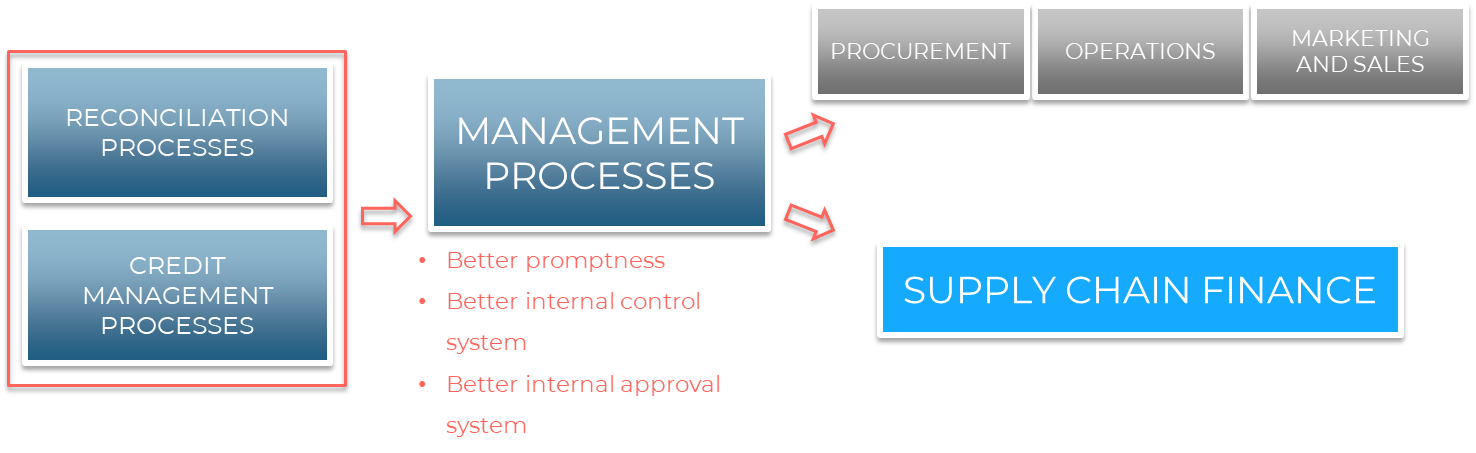 RECONCILIATION
PROCESSES
CREDIT
MANAGEMENT
PROCESSES
MANAGEMENT
PROCESSES
• Better promptness
• Better internal control
system
• Better internal approval
system
PROCUREMENT
OPERATIONS
MARKETING
AND SALES
SUPPLY CHAIN FINANCE